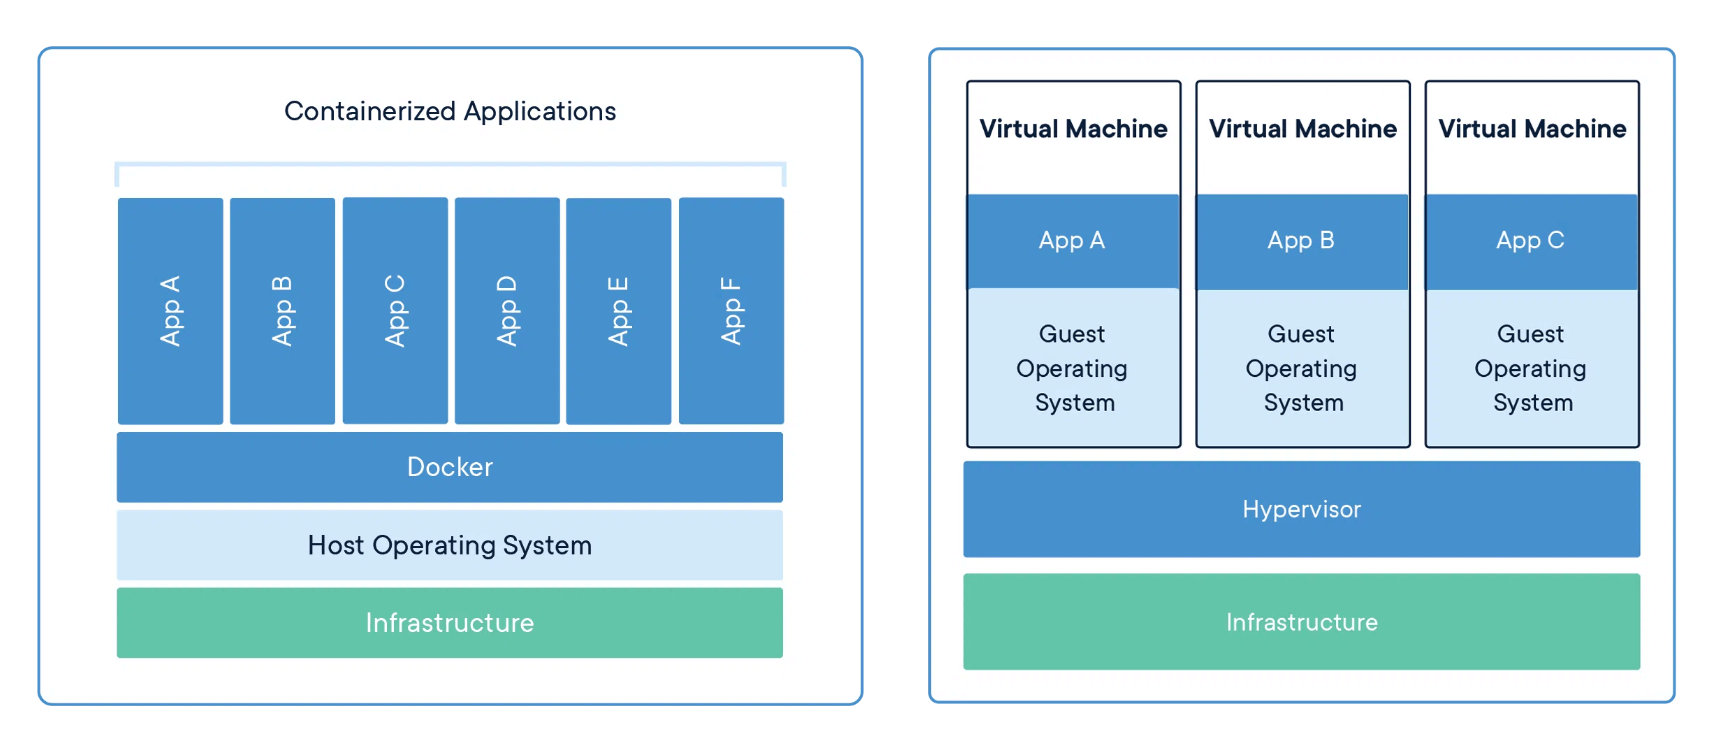 Containerized Applications
App A
App B
App C
App D
App E
App F
Docker
Host Operating System
Infrastructure
Virtual Machine
App A
Guest
Operating
System
Virtual Machine
App B
Guest
Operating
System
Virtual Machine
App C
Guest
Operating
System
Hypervisor
Infrastructure